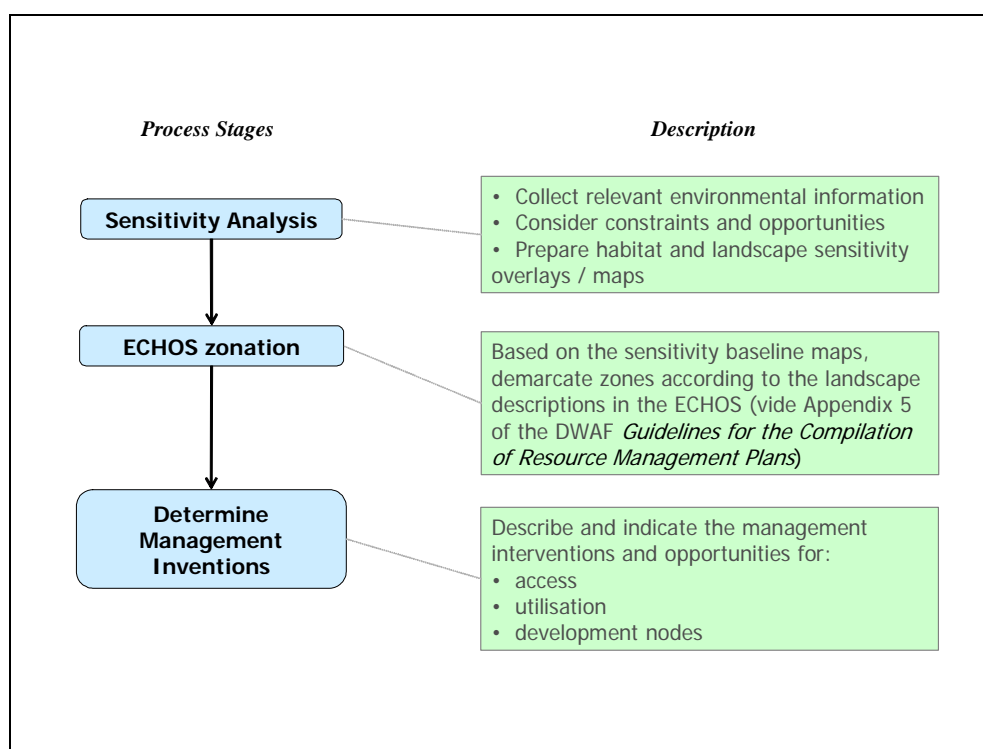 Process Stages
Description
Sensitivity Analysis
• Collect relevant environmental information
• Consider constraints and opportunities
• Prepare habitat and landscape sensitivity
overlays / maps
ECHOS zonation
Based on the sensitivity baseline maps,
demarcate zones according to the landscape
descriptions in the ECHOS (vide Appendix 5
of the DWAF Guidelines for the Compilation
of Resource Management Plans)
Determine
Management
Inventions
Describe and indicate the management
interventions and opportunities for:
• access
• utilisation
• development nodes